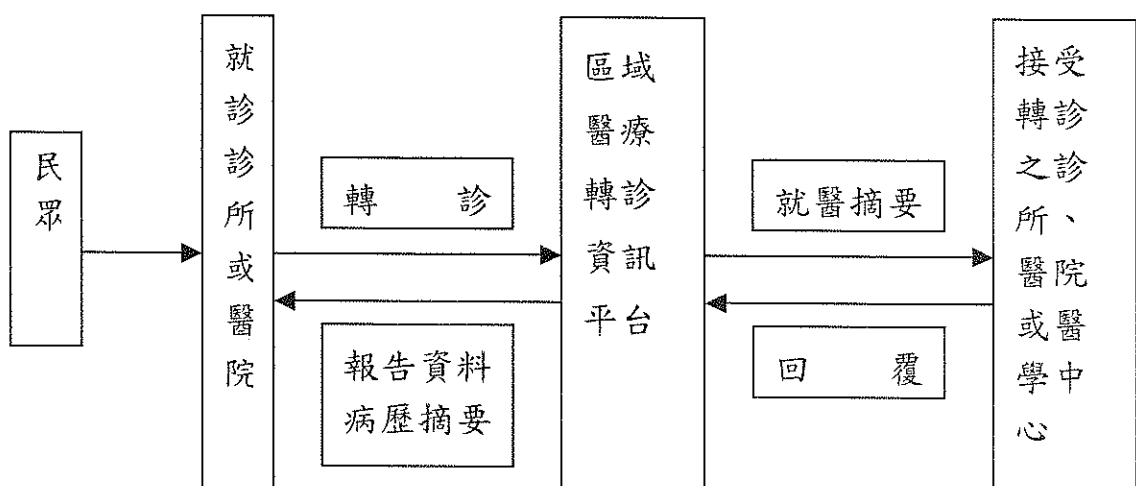 民眾
就診診所或醫院
轉 診
報告資料
病歷摘要
區域
醫療
轉診
資訊
平台
就醫摘要
回 覆
接受
轉診
之診
所、
醫院
或醫
學中
心